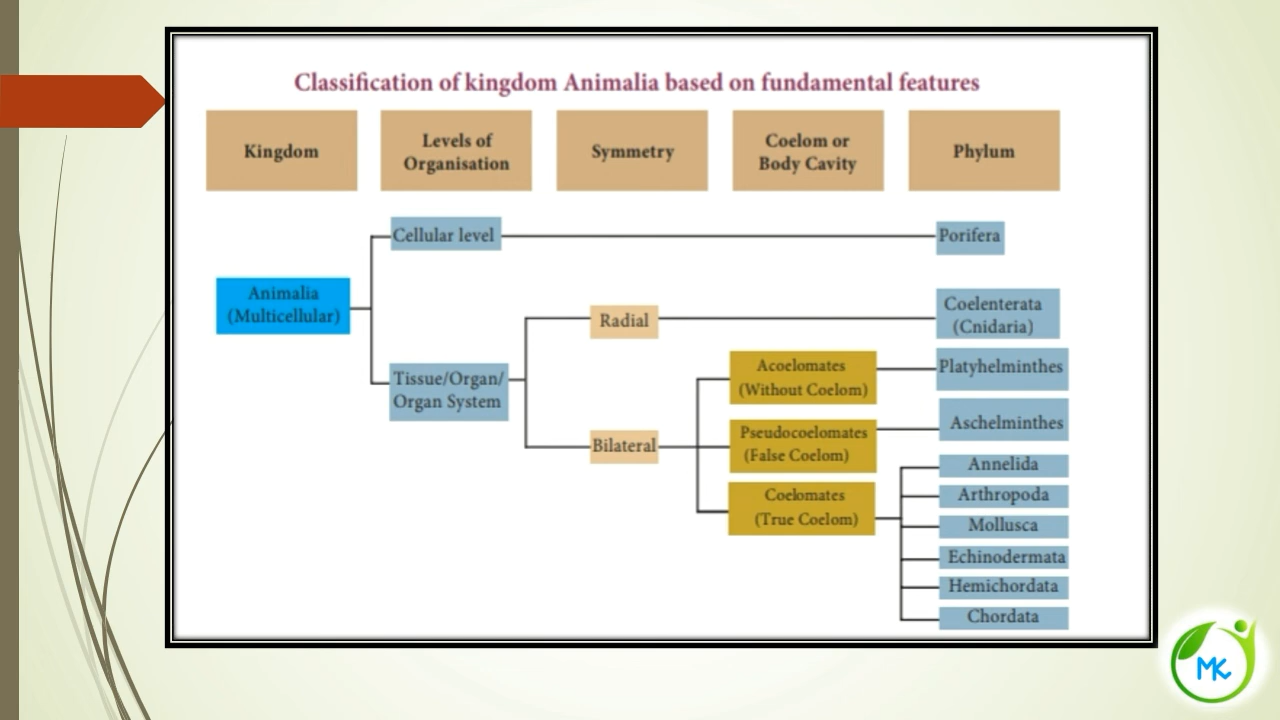 Classification of kingdom Animalia based on fundamental features
Kingdom
Levels of
Organisation
Symmetry
Coelom or
Body Cavity
Phylum
Cellular level
Porifera
Animalia
(Multicellular)
Radial
Coelenterata
(Cnidaria)
Tissue/Organ/
Organ System
Bilateral
Acoelomates
(Without Coelom)
Platyhelminthes
Pseudocoelomates
(False Coelom)
Aschelminthes
Coelomates
(True Coelom)
Annelida
Arthropoda
Mollusca
Echinodermata
Hemichordata
Chordata
MK